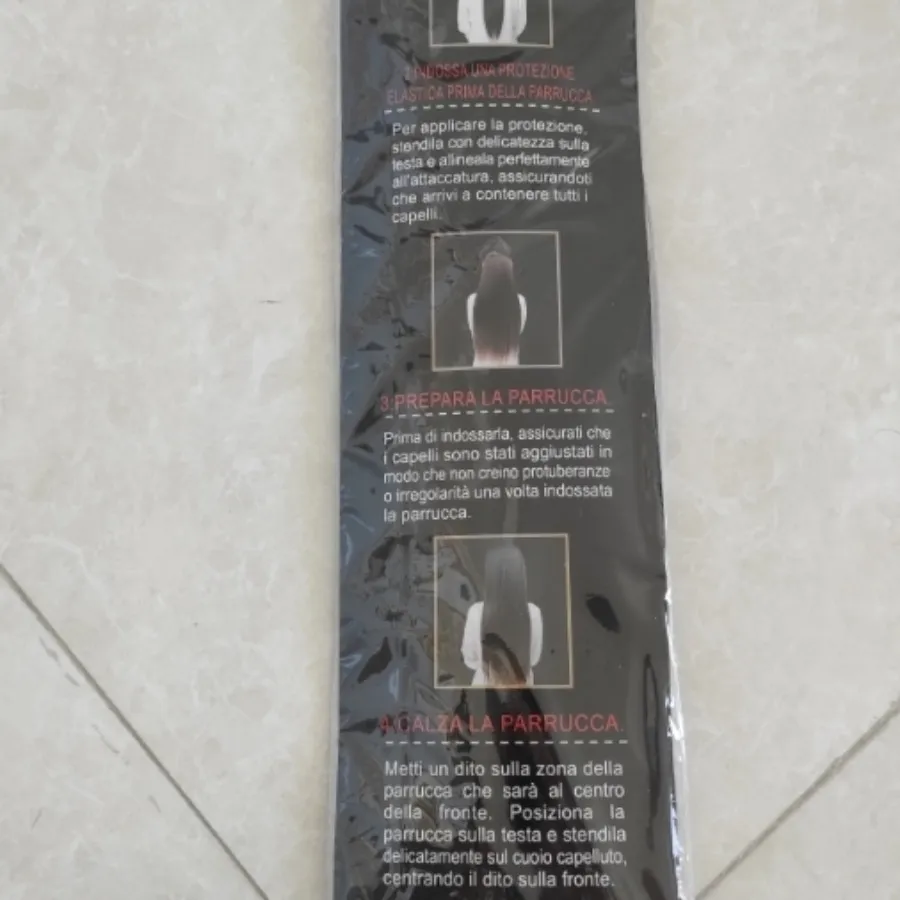 2.INDOSSA UNA PROTEZIONE
ELASTICA PRIMA DELLA PARRUCCA.
Per applicare la protezione,
stendila con delicatezza sulla
testa e allineala perfettamente
all'attaccatura, assicurandoti
che arrivi a contenere tutti i
capelli.
3.PREPARA LA PARRUCCA.
Prima di indossarla, assicurati che
i capelli sono stati aggiustati in
modo che non creino protuberanze
o irregolarità una volta indossata
la parrucca.
4.CALZA LA PARRUCCA.
Metti un dito sulla zona della
parrucca che sarà al centro
della fronte. Posiziona la
parrucca sulla testa e stendila
delicatamente sul cuoio capelluto,
centrando il dito sulla fronte.